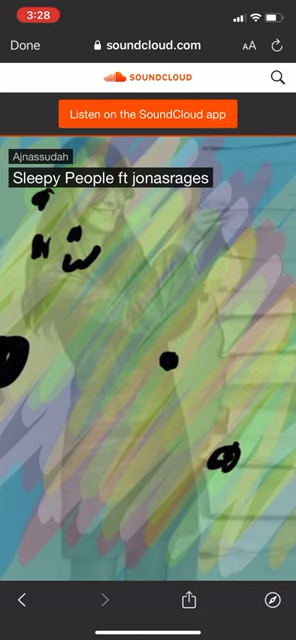 3:28
Done
soundcloud.com
AA
SOUNDCLOUD
Listen on the SoundCloud app
Ajnassudah
Sleepy People ft jonasrages